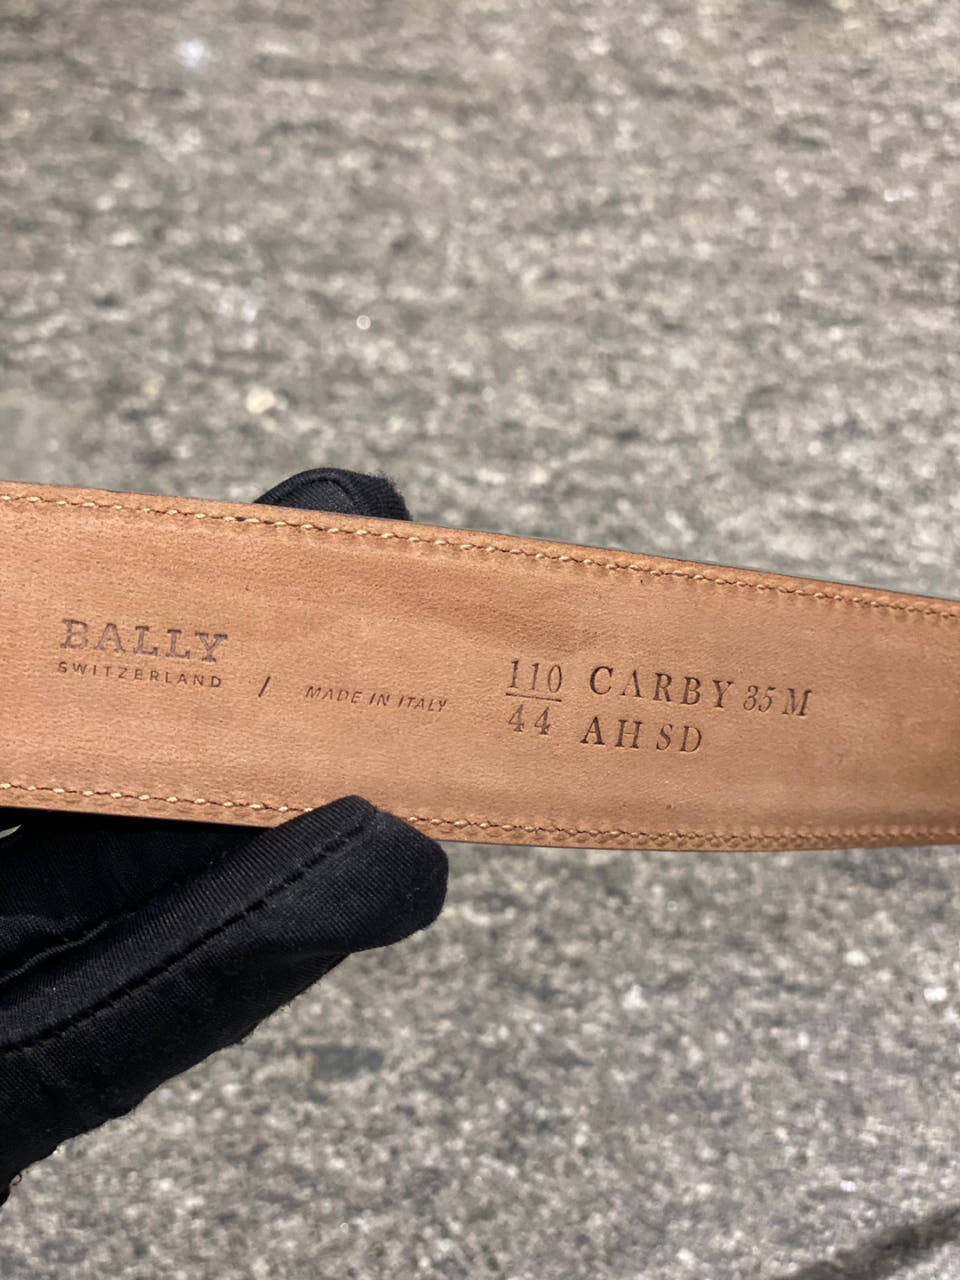 BALLY
SWITZERLAND / MADE IN ITALY
110 CARBY 35 M
44 AH SD